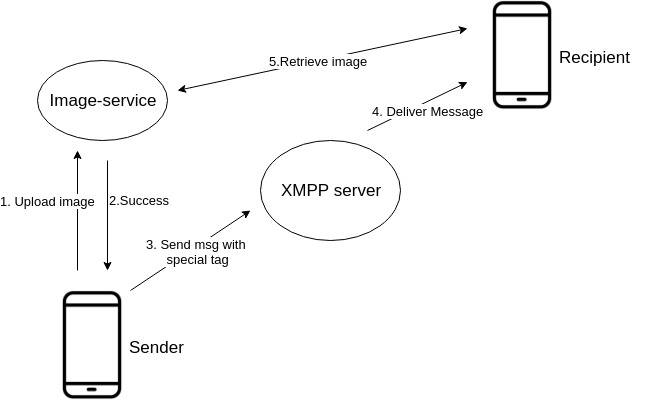 5.Retrieve image
Recipient
Image-service
4. Deliver Message
XMPP server
1. Upload image
2.Success
3. Send msg with
special tag
Sender